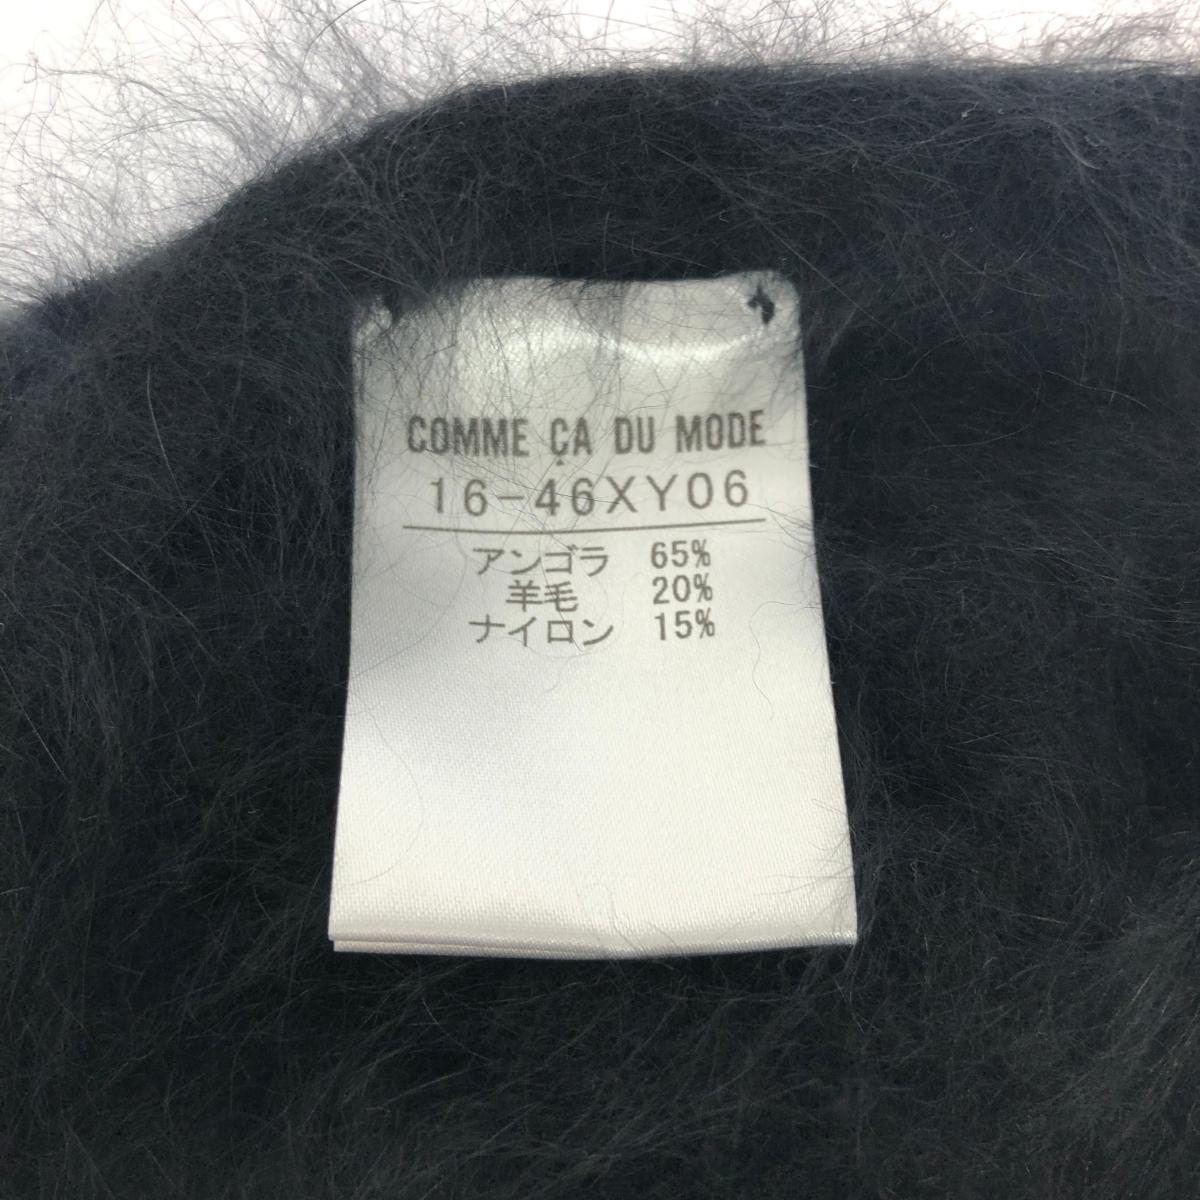 COMME ÇA DU MODE
16-46XY06
アンゴラ 65%
羊毛 20%
ナイロン 15%